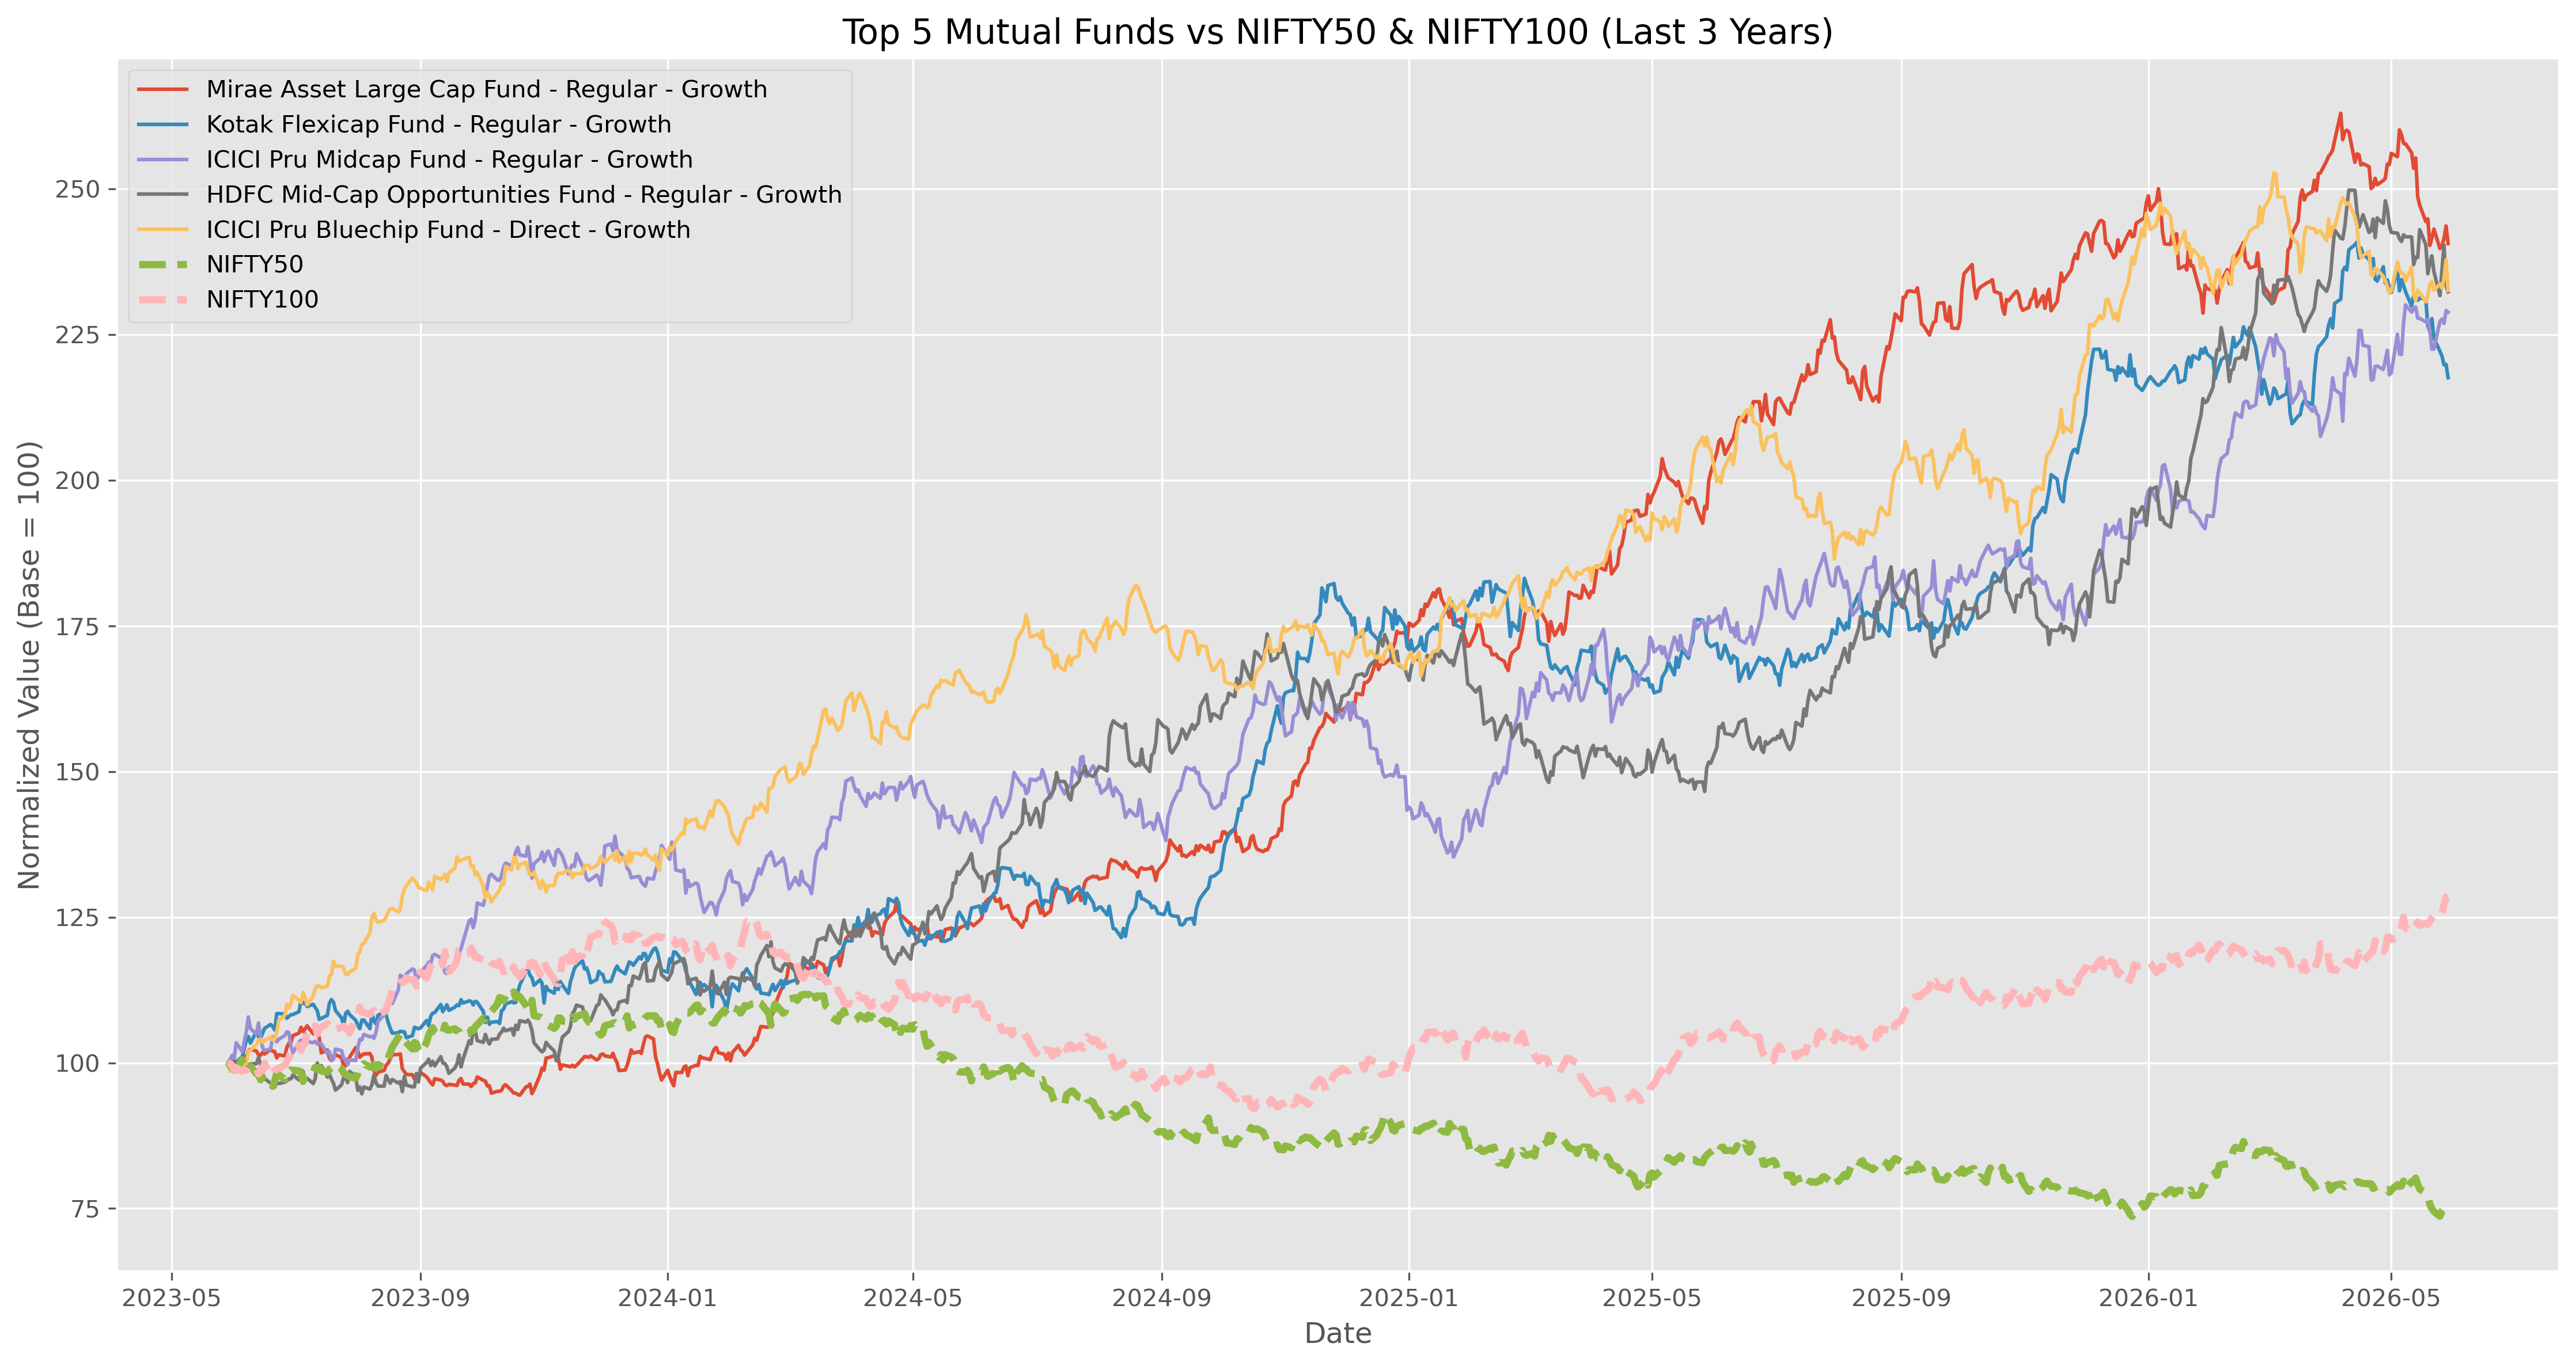 Top 5 Mutual Funds vs NIFTY50 & NIFTY100 (Last 3 Years)
Mirae Asset Large Cap Fund - Regular - Growth
Kotak Flexicap Fund - Regular - Growth
ICICI Pru Midcap Fund - Regular - Growth
HDFC Mid-Cap Opportunities Fund - Regular - Growth
ICICI Pru Bluechip Fund - Direct - Growth
NIFTY50
NIFTY100
Normalized Value (Base = 100)
250
225
200
175
150
125
100
75
2023-05 2023-09 2024-01 2024-05 2024-09 2025-01 2025-05 2025-09 2026-01 2026-05
Date